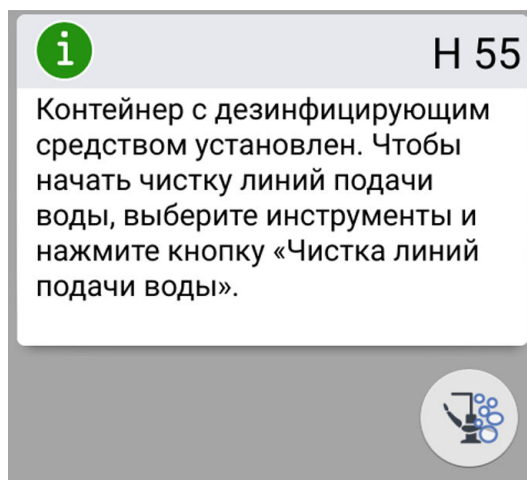 i
H 55
Контейнер с дезинфицирующим
средством установлен. Чтобы
начать чистку линий подачи
воды, выберите инструменты и
нажмите кнопку «Чистка линий
подачи воды».